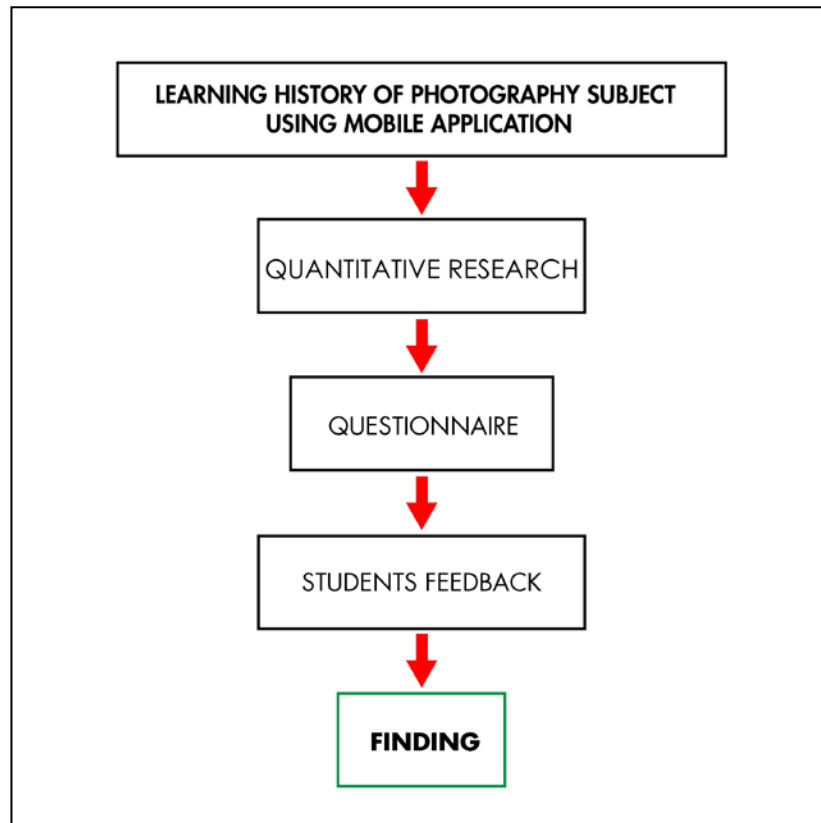 LEARNING HISTORY OF PHOTOGRAPHY SUBJECT
USING MOBILE APPLICATION
QUANTITATIVE RESEARCH
QUESTIONNAIRE
STUDENTS FEEDBACK
FINDING